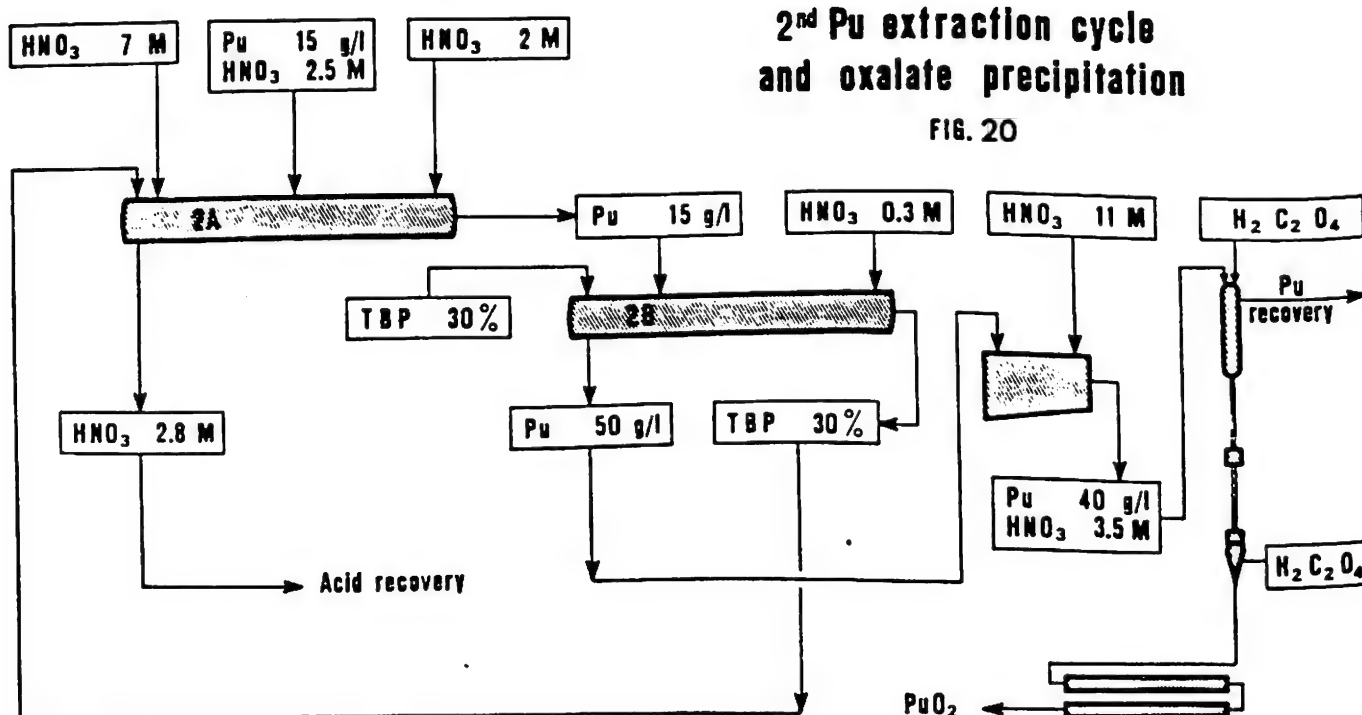 2nd Pu extraction cycle
and oxalate precipitation
FIG. 20
HNO₃ 7 M
Pu 15 g/l
HNO₃ 2.5 M
HNO₃ 2 M
2A
Pu 15 g/l
HNO₃ 0.3 M
HNO₃ 11 M
H₂ C₂ O₄
Pu
recovery
TBP 30%
2B
HNO₃ 2.8 M
Pu 50 g/l
TBP 30%
Pu 40 g/l
HNO₃ 3.5 M
H₂ C₂ O₄
Acid recovery
PuO₂